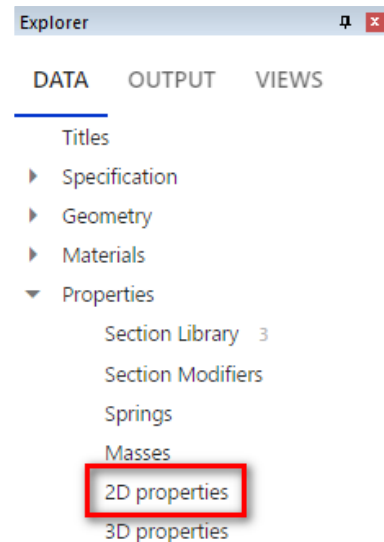 Explorer
DATA OUTPUT VIEWS
Titles
Specification
Geometry
Materials
Properties
Section Library 3
Section Modifiers
Springs
Masses
2D properties
3D properties